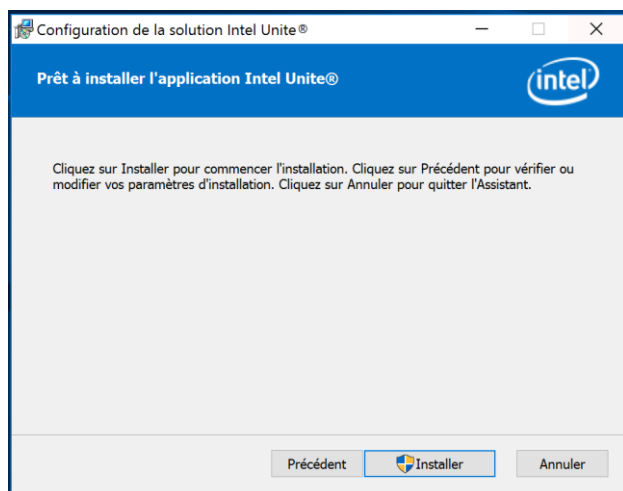 Configuration de la solution Intel Unite®
Prêt à installer l'application Intel Unite®
intel
Cliquez sur Installer pour commencer l'installation. Cliquez sur Précédent pour vérifier ou
modifier vos paramètres d'installation. Cliquez sur Annuler pour quitter l'Assistant.
Précédent
Installer
Annuler